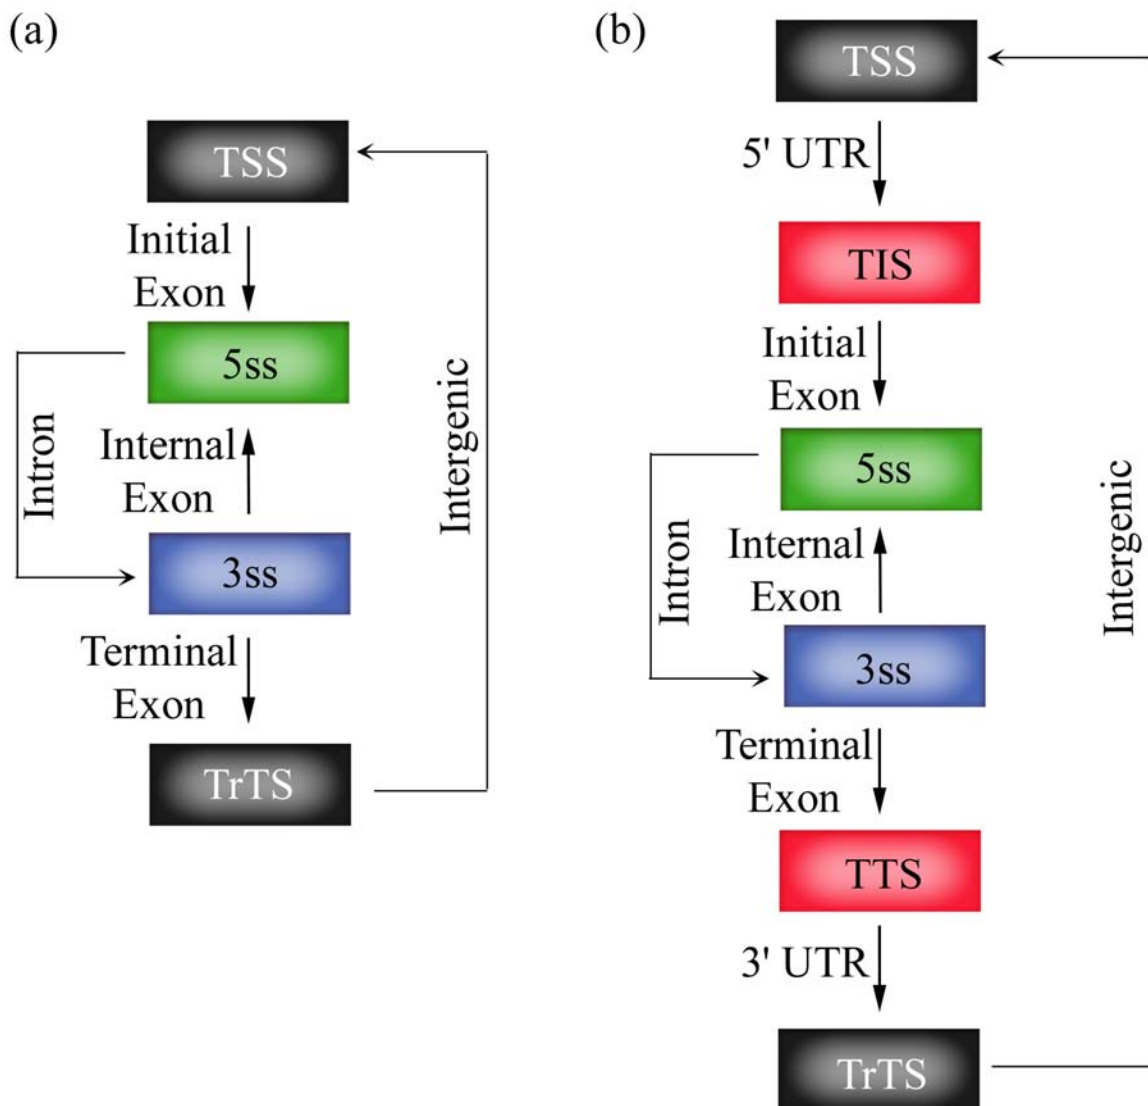 (a)
TSS
Initial
Exon
5ss
Internal
Exon
Intron
3ss
Terminal
Exon
TrTS
Intergenic
(b)
TSS
5' UTR
TIS
Initial
Exon
5ss
Internal
Exon
Intron
3ss
Terminal
Exon
TTS
3' UTR
TrTS
Intergenic